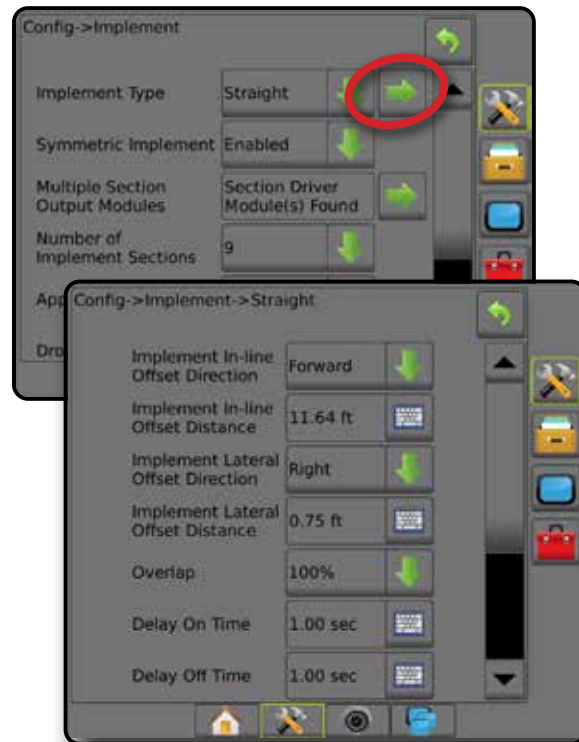 Config->Implement
Implement Type
Straight
Symmetric Implement
Enabled
Multiple Section
Output Modules
Section Driver
Module(s) Found
Number of
Implement Sections
9
App
Dro
Config->Implement->Straight
Implement In-line
Offset Direction
Forward
Implement In-line
Offset Distance
11.64 ft
Implement Lateral
Offset Direction
Right
Implement Lateral
Offset Distance
0.75 ft
Overlap
100%
Delay On Time
1.00 sec
Delay Off Time
1.00 sec